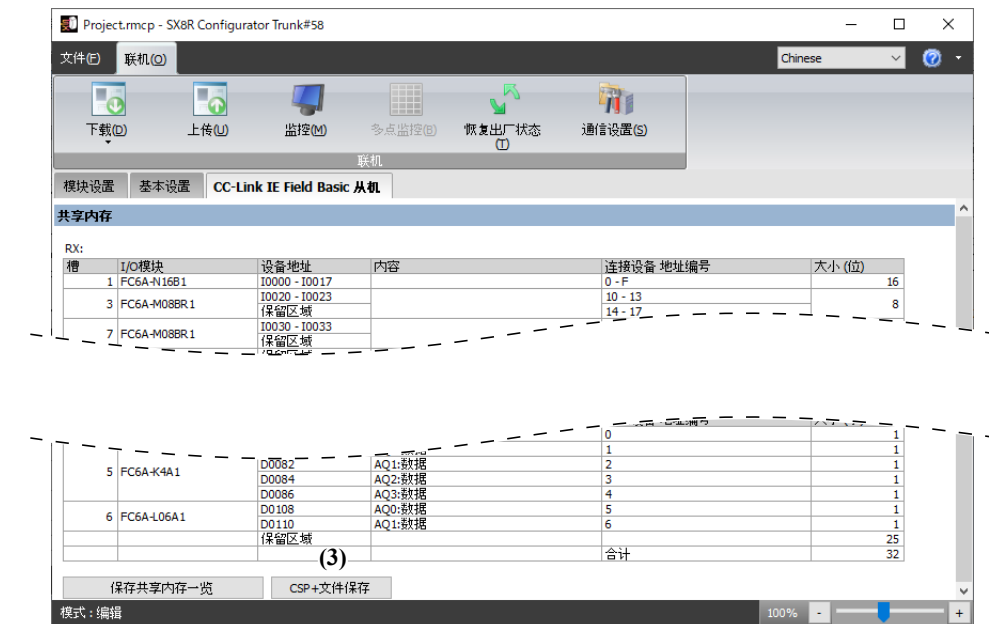 Project.rmcp - SX8R Configurator Trunk#58
文件(F) 联机(O) Chinese
下载(D) 上传(U) 监控(M) 多点监控(B) 恢复出厂状态(T) 通信设置(S)
联机
模块设置 基本设置 CC-Link IE Field Basic 从机
共享内存
RX:
槽 I/O模块 设备地址 内容 连接设备 地址编号 大小 (位)
1 FC6A-N16B1 I0000 - I0017 0 - F 16
3 FC6A-M08BR1 I0020 - I0023 10 - 13 8
保留区域 14 - 17
7 FC6A-M08BR1 I0030 - I0033
保留区域
0 1
1 1
5 FC6A-K4A1 D0082 AQ1:数据 2 1
D0084 AQ2:数据 3 1
D0086 AQ3:数据 4 1
6 FC6A-L06A1 D0108 AQ0:数据 5 1
D0110 AQ1:数据 6 1
保留区域 25
合计 32
(3)
保存共享内存一览 CSP+文件保存
模式 : 编辑 100% - +